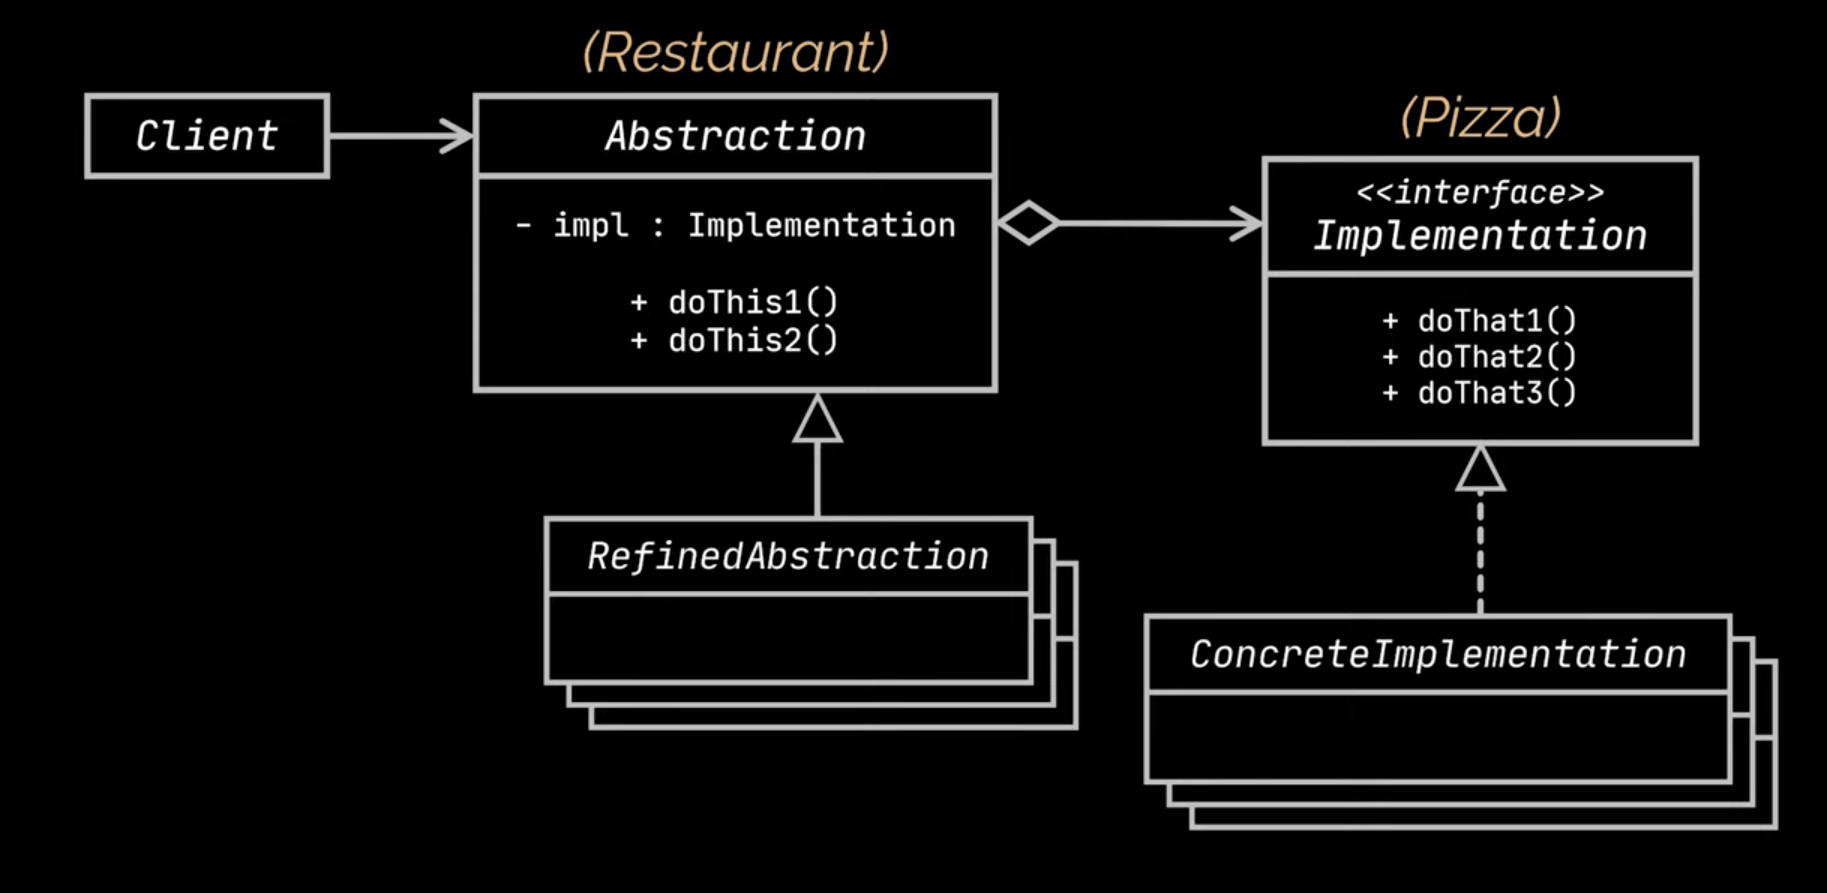 (Restaurant)
Client
Abstraction
- impl : Implementation
+ doThis1()
+ doThis2()
(Pizza)
<<interface>>
Implementation
+ doThat1()
+ doThat2()
+ doThat3()
RefinedAbstraction
ConcreteImplementation